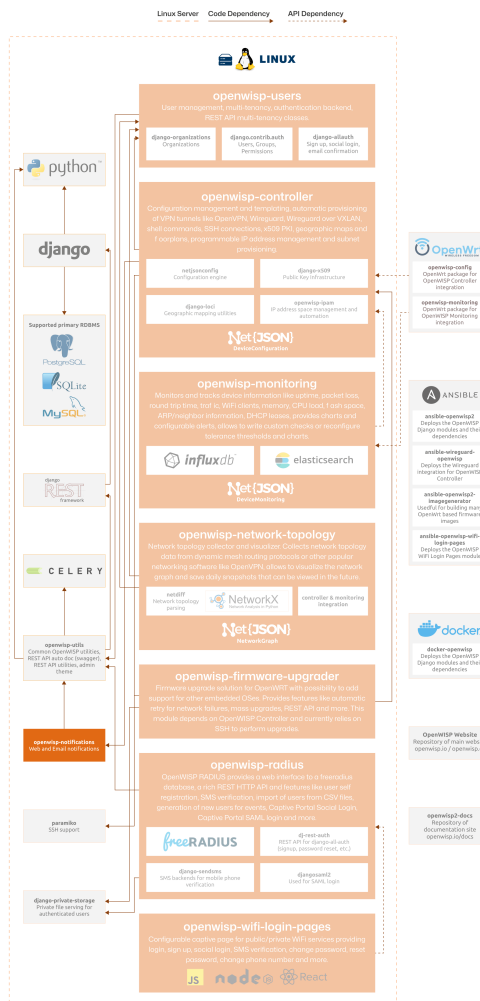 Linux Server
Code Dependency
API Dependency
LINUX
openwisp-users
User management, multi-tenancy, authentication backend,
REST API multi-tenancy classes.
django-organizations
Organizations
django.contrib.auth
Users, Groups,
Permissions
django-allauth
Sign up, social login,
email confirmation
python
django
Supported primary RDBMS
PostgreSQL
SQLite
MySQL
django
REST
framework
CELERY
openwisp-utils
Common OpenWISP utilities,
REST API auto doc (swagger),
REST API utilities, admin
theme
openwisp-notifications
Web and Email notifications
paramiko
SSH support
django-private-storage
Private file serving for
authenticated users
openwisp-controller
Configuration management and templating, automatic provisioning
of VPN tunnels like OpenVPN, Wireguard, Wireguard over VXLAN,
shell commands, SSH connections, x509 PKI, geographic maps and
f oorplans, programmable IP address management and subnet
provisioning.
netjsonconfig
Configuration engine
django-x509
Public Key Infrastructure
django-loci
Geographic mapping utilities
openwisp-ipam
IP address space management and
automation
Net{JSON}
DeviceConfiguration
openwisp-monitoring
Monitors and tracks device information like uptime, packet loss,
round trip time, traf ic, WiFi clients, memory, CPU load, f ash space,
ARP/neighbor information, DHCP leases, provides charts and
configurable alerts, allows to write custom checks or reconfigure
tolerance thresholds and charts.
influxdb
elasticsearch
Net{JSON}
DeviceMonitoring
openwisp-network-topology
Network topology collector and visualizer. Collects network topology
data from dynamic mesh routing protocols or other popular
networking software like OpenVPN, allows to visualize the
network graph and save daily snapshots that can be viewed in the future.
netdiff
Network topology
parsing
NetworkX
Network Analysis in Python
controller & monitoring
integration
Net{JSON}
NetworkGraph
openwisp-firmware-upgrader
Firmware upgrade solution for OpenWRT with possibility to add
support for other embedded OSes. Provides features like automatic
retry for network failures, mass upgrades, REST API and more. This
module depends on OpenWISP Controller and currently relies on
SSH to perform upgrades.
openwisp-radius
OpenWISP RADIUS provides a web interface to a freeradius
database, a rich REST HTTP API and features like user self
registration, SMS verification, import of users from CSV files,
generation of new users for events, Captive Portal Social Login,
Captive Portal SAML login and more.
freeRADIUS
dj-rest-auth
REST API for django-all-auth
(signup, password reset, etc.)
django-sendsms
SMS backends for mobile phone
verification
djangosaml2
Used for SAML login
openwisp-wifi-login-pages
Configurable captive page for public/private WiFi services providing
login, sign up, social login, SMS verification, change password, reset
password, change phone number and more.
JS
node
React
OpenWrt
WIRELESS FREEDOM
openwisp-config
OpenWrt package for
OpenWISP Controller
integration
openwisp-monitoring
OpenWrt package for
OpenWISP Monitoring
integration
ANSIBLE
ansible-openwisp2
Deploys the OpenWISP
Django modules and their
dependencies
ansible-wireguard-
openwisp
Deploys the Wireguard
integration for OpenWISP
Controller
ansible-openwisp2-
imagegenerator
Usedful for building many
OpenWrt based firmware
images
ansible-openwisp-wifi-
login-pages
Deploys the OpenWISP
WiFi Login Pages module
docker
docker-openwisp
Deploys the OpenWISP
Django modules and their
dependencies
OpenWISP Website
Repository of main website
openwisp.io / openwisp.
openwisp2-docs
Repository of
documentation site
openwisp.io/docs